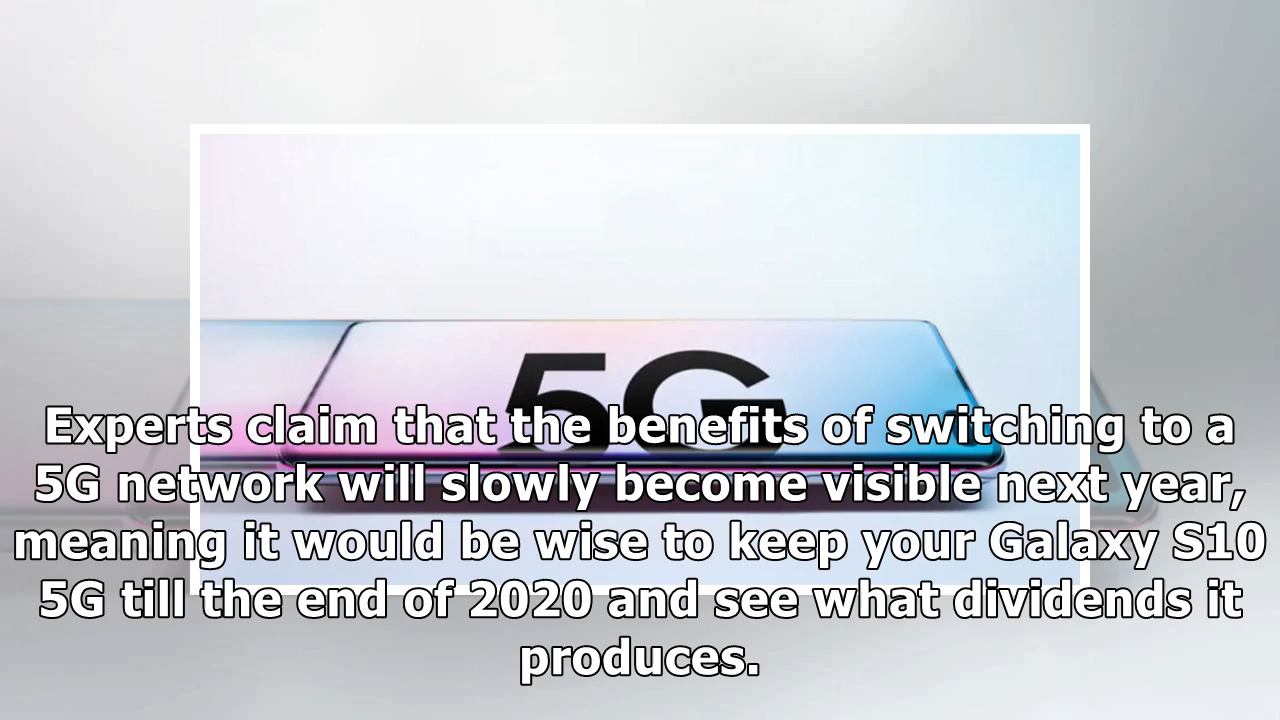 5G
Experts claim that the benefits of switching to a
5G network will slowly become visible next year,
meaning it would be wise to keep your Galaxy S10
5G till the end of 2020 and see what dividends it
produces.